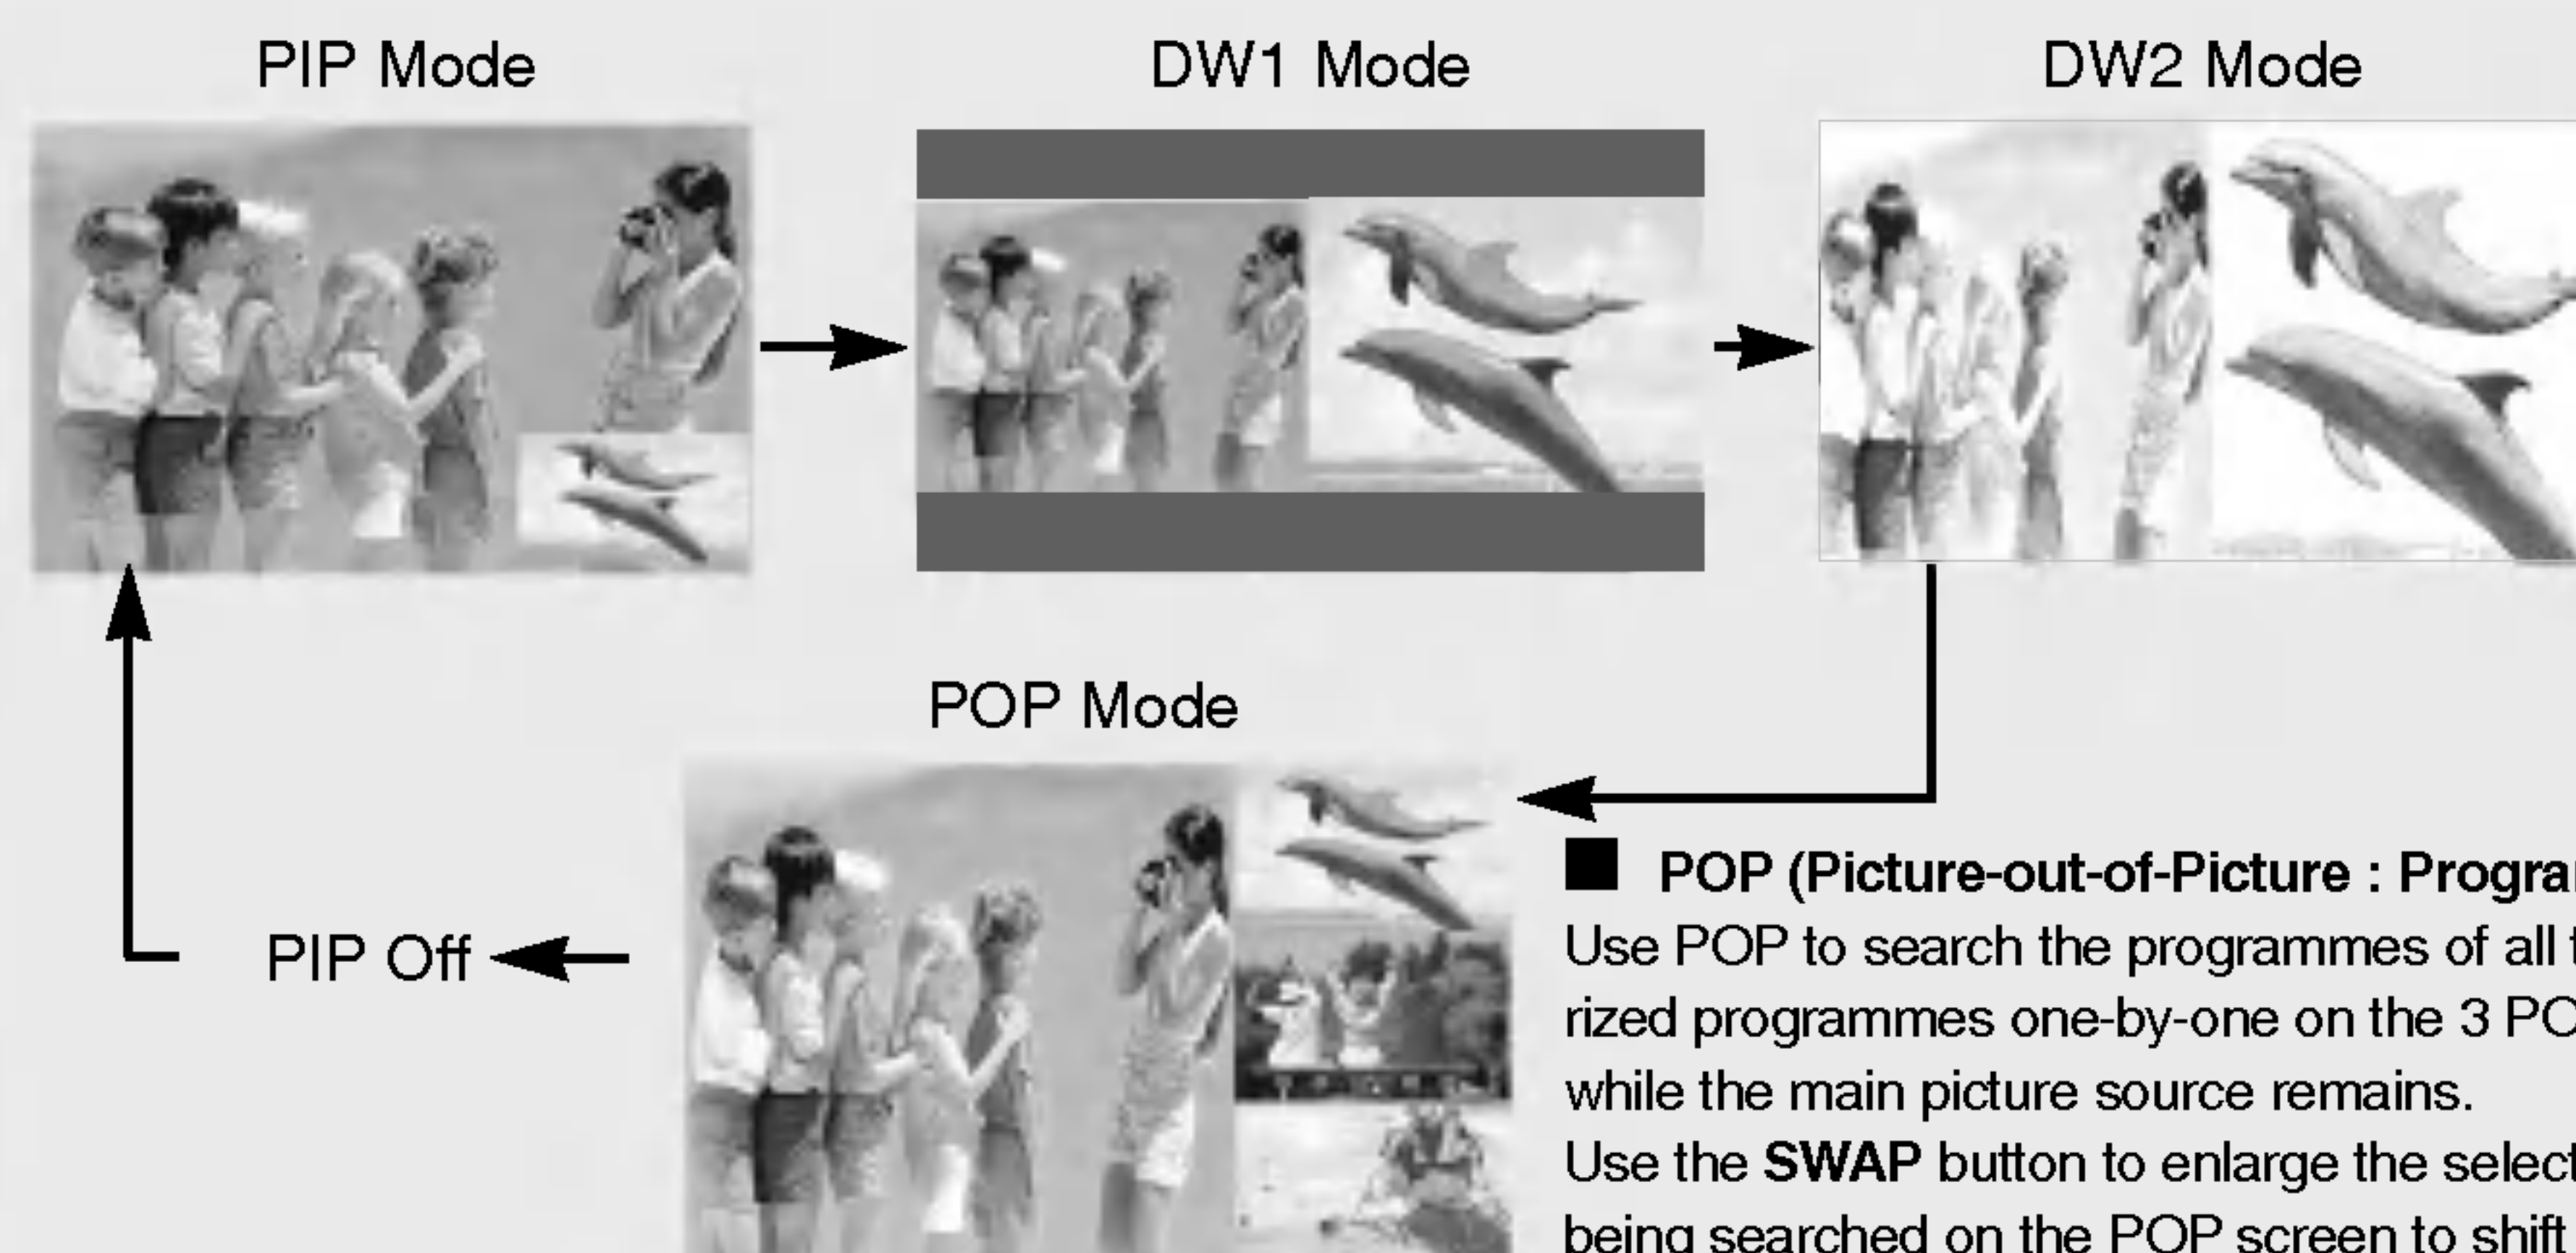 PIP Mode
DW1 Mode
DW2 Mode
POP Mode
PIP Off
■ POP (Picture-out-of-Picture :
Use POP to search the programmes of all
rized programmes one-by-one on the 3
while the main picture source remains.
Use the SWAP button to enlarge the
being searched on the POP screen to shift